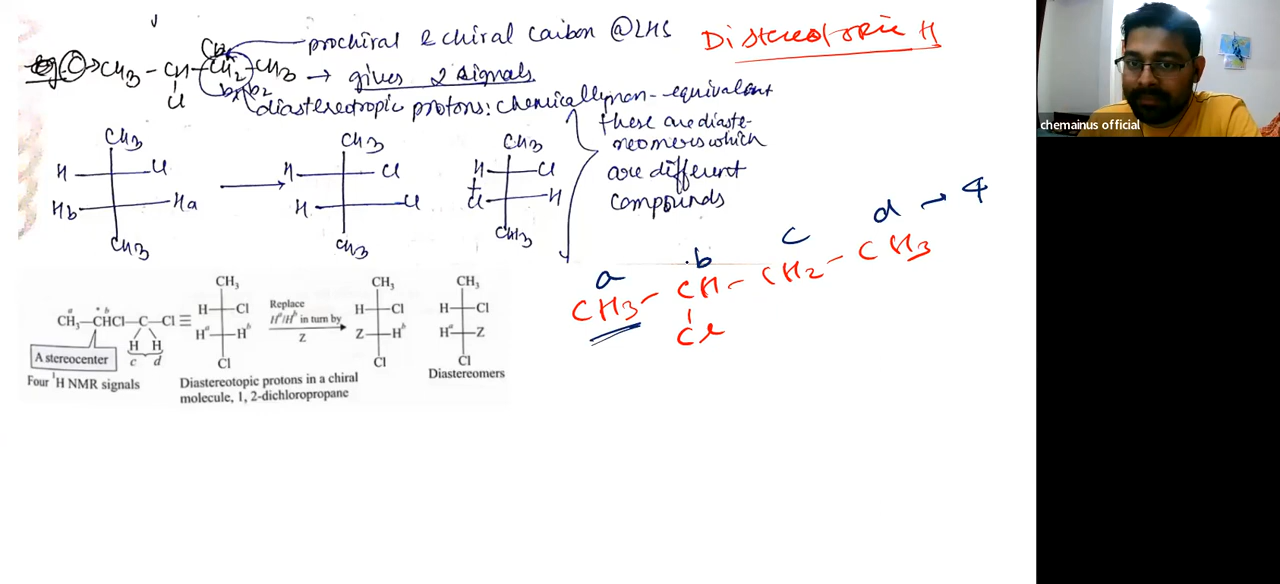 prochiral & chiral carbon @LHS
Distereotopic H
CH3 - CH - CH2 - CH3 → gives 2 signals
Cl
diastereotropic protons: chemically non-equivalent
these are diaste-
reomers which
are different
compounds
CH3 CH3 CH3
H Cl H Cl H Cl
Hb Ha H Cl Cl H
CH3 CH3 CH3
a b c d → 4
CH3 - CH - CH2 - CH3
Cl
CH3 CH3 CH3
a * b
CH3-CHCl-C-Cl ≡
H H
c d
A stereocenter
Four 1H NMR signals
H Cl
Ha Hb
Cl
Replace
Ha/Hb in turn by
Z
H Cl
Z Hb
Cl
H Cl
Ha Z
Cl
Diastereotopic protons in a chiral
molecule, 1, 2-dichloropropane
Diastereomers
chemainus official